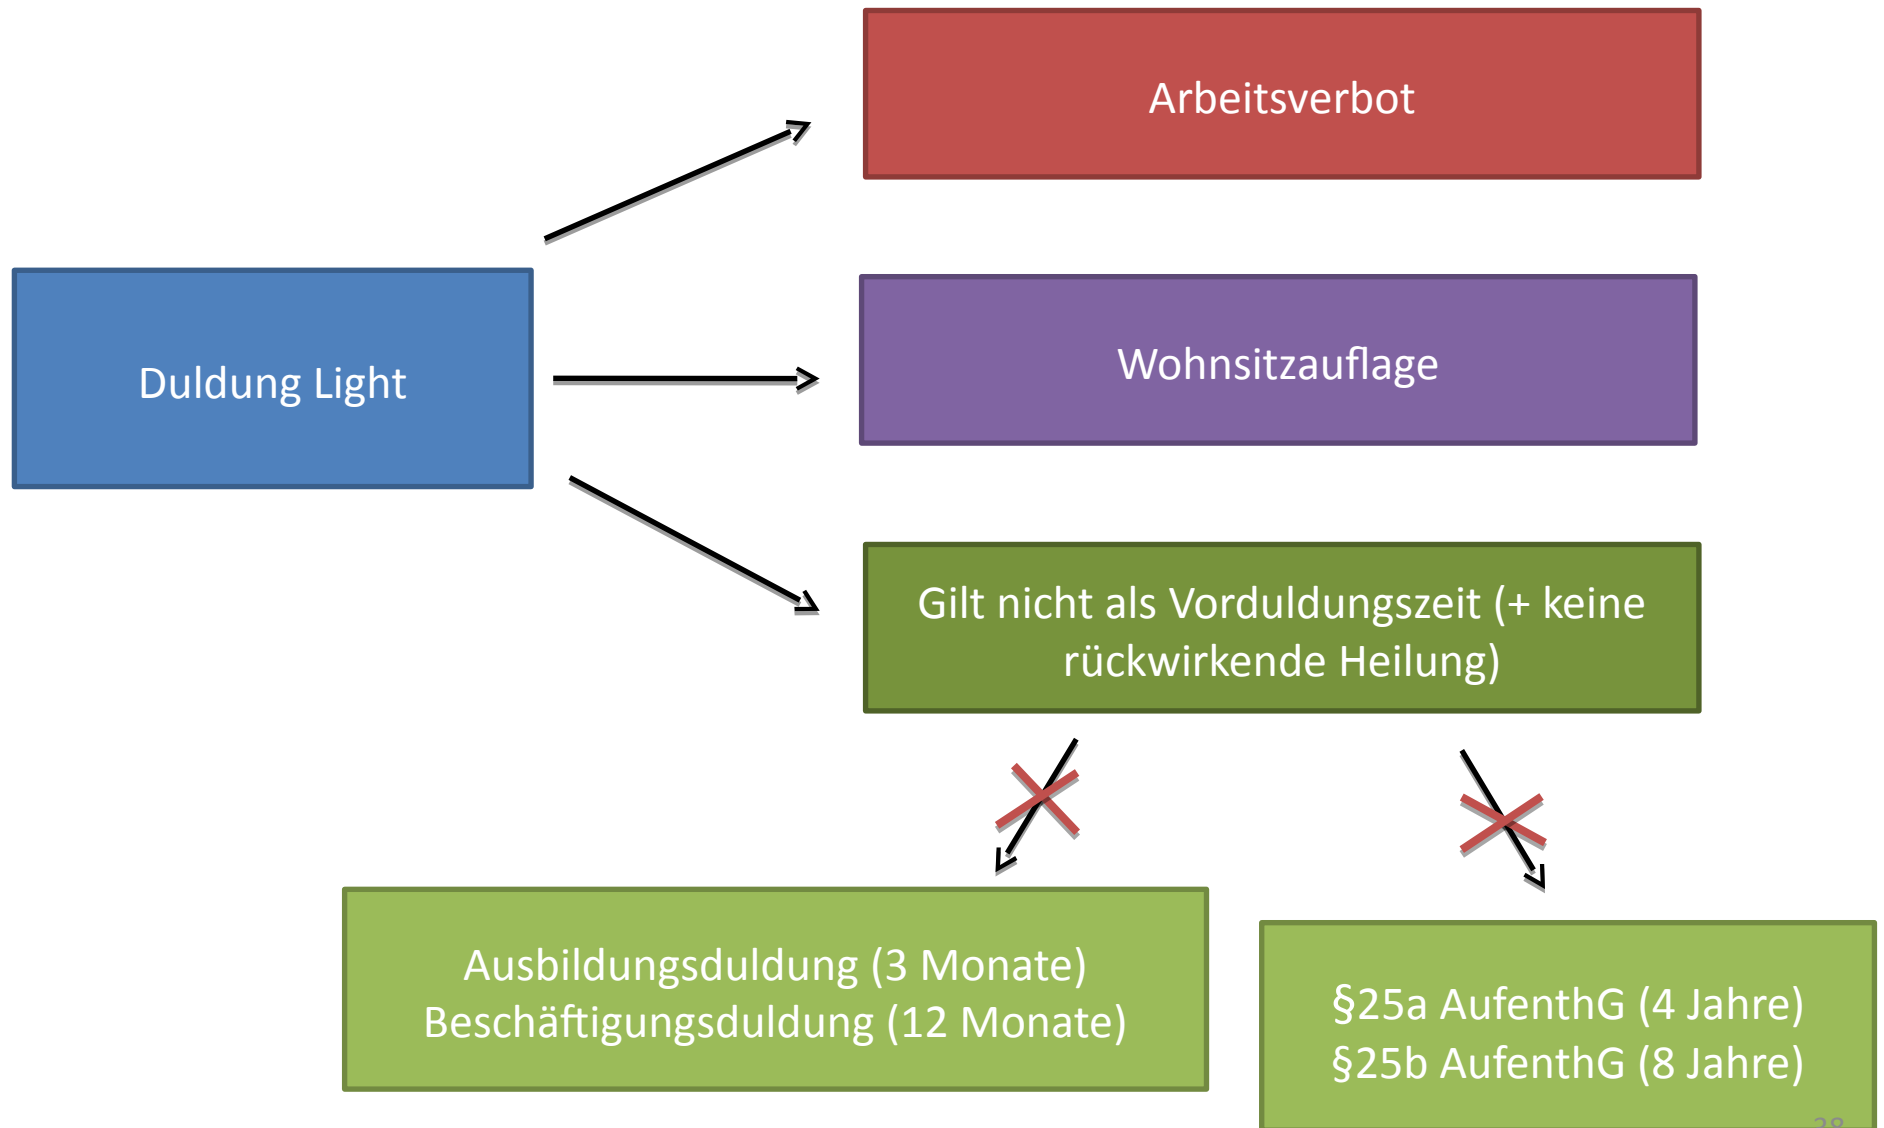 Arbeitsverbot
Duldung Light
Wohnsitzauflage
Gilt nicht als Vorduldungszeit (+ keine
rückwirkende Heilung)
Ausbildungsduldung (3 Monate)
Beschäftigungsduldung (12 Monate)
§25a AufenthG (4 Jahre)
§25b AufenthG (8 Jahre)
38